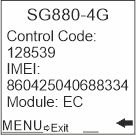 SG880-4G
Control Code:
128539
IMEI:
860425040688334
Module: EC
MENU Exit